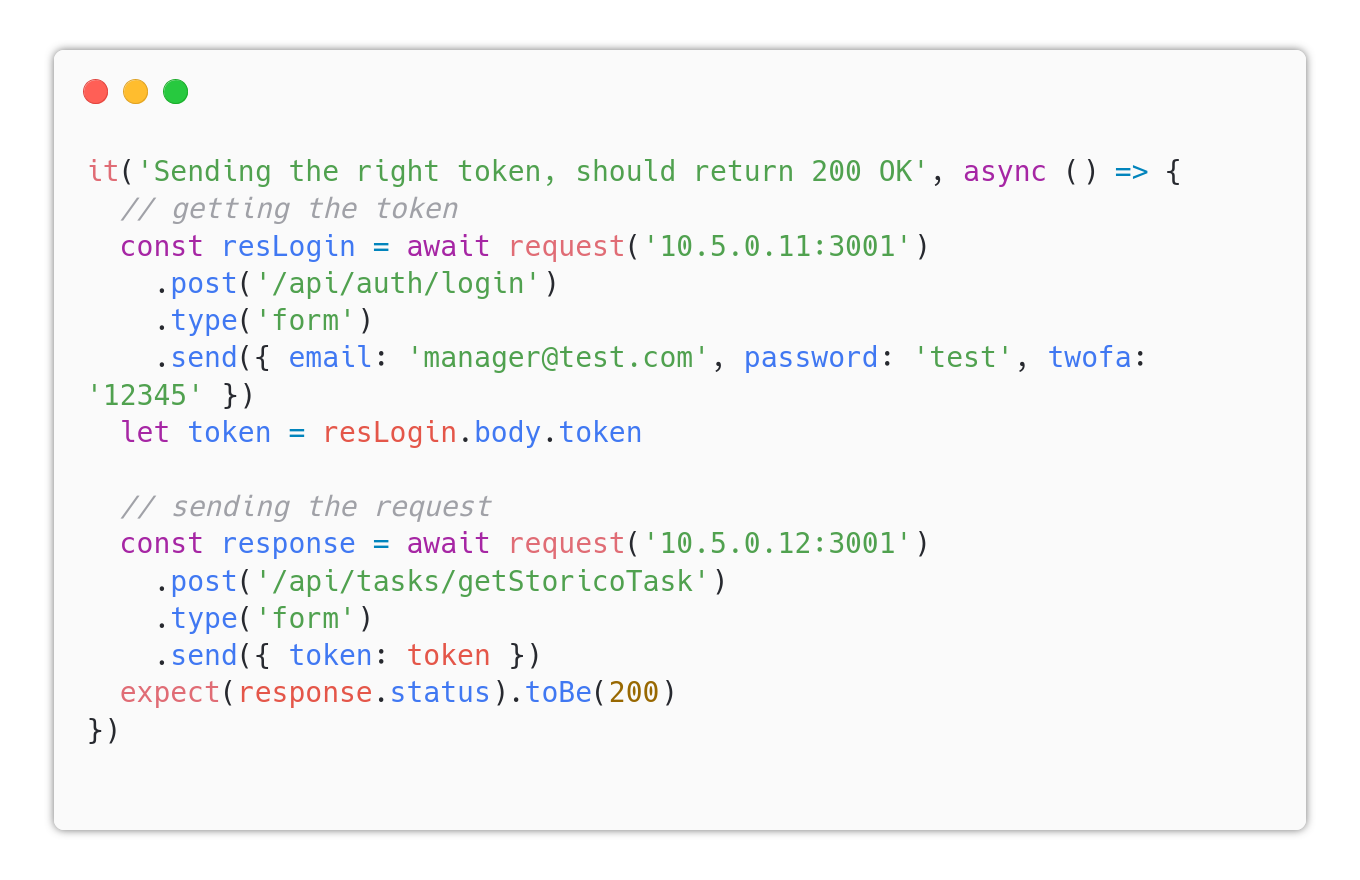 it('Sending the right token, should return 200 OK', async () => {
  // getting the token
  const resLogin = await request('10.5.0.11:3001')
    .post('/api/auth/login')
    .type('form')
    .send({ email: 'manager@test.com', password: 'test', twofa:
'12345' })
  let token = resLogin.body.token

  // sending the request
  const response = await request('10.5.0.12:3001')
    .post('/api/tasks/getStoricoTask')
    .type('form')
    .send({ token: token })
  expect(response.status).toBe(200)
})